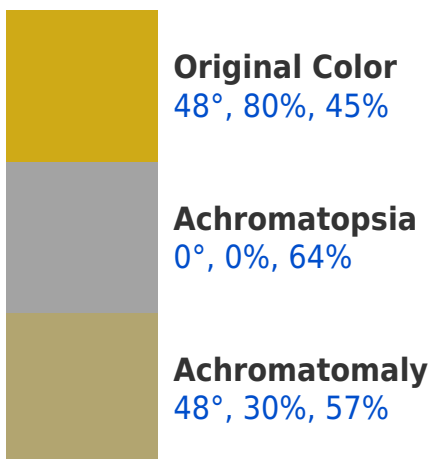 Original Color
48°, 80%, 45%
Achromatopsia
0°, 0%, 64%
Achromatomaly
48°, 30%, 57%